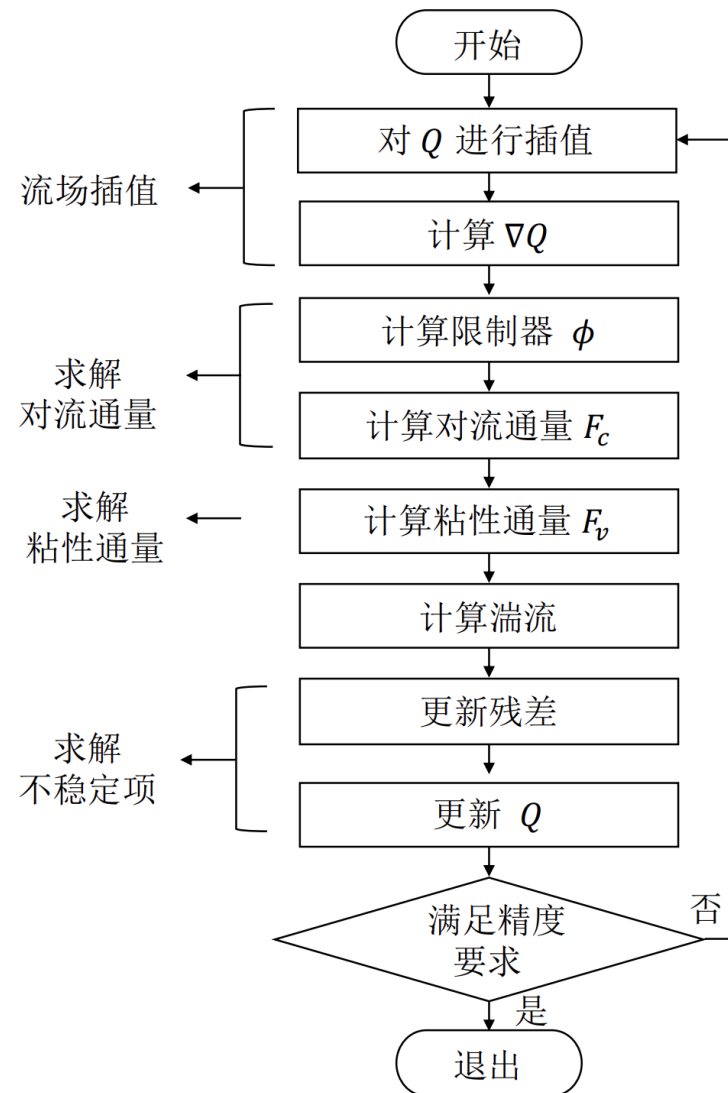 开始
对 Q 进行插值
流场插值
计算 ∇Q
计算限制器 ϕ
求解
对流通量
计算对流通量 F_c
求解
粘性通量
计算粘性通量 F_v
计算湍流
更新残差
求解
不稳定项
更新 Q
满足精度
要求
否
是
退出